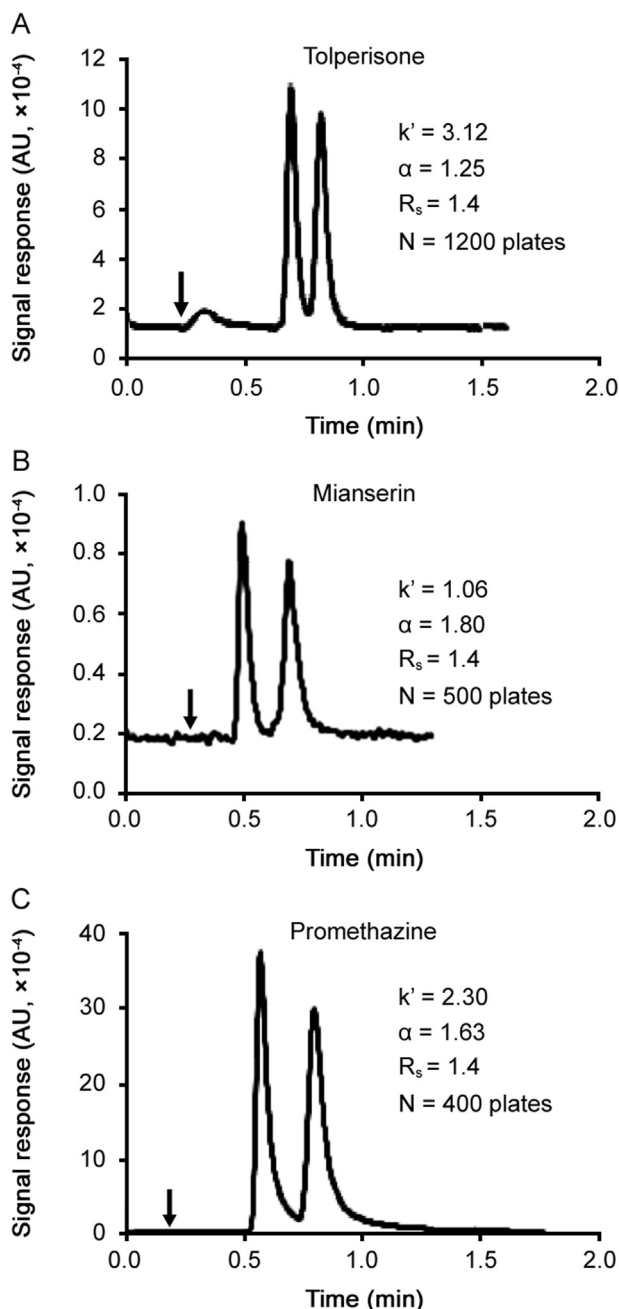 A
Tolperisone
Signal response (AU, ×10⁻⁴)
12
10
8
6
4
2
0
k' = 3.12
α = 1.25
Rₛ = 1.4
N = 1200 plates
0.0 0.5 1.0 1.5 2.0
Time (min)
B
Mianserin
Signal response (AU, ×10⁻⁴)
1.0
0.8
0.6
0.4
0.2
0.0
k' = 1.06
α = 1.80
Rₛ = 1.4
N = 500 plates
0.0 0.5 1.0 1.5 2.0
Time (min)
C
Promethazine
Signal response (AU, ×10⁻⁴)
40
30
20
10
0
k' = 2.30
α = 1.63
Rₛ = 1.4
N = 400 plates
0.0 0.5 1.0 1.5 2.0
Time (min)